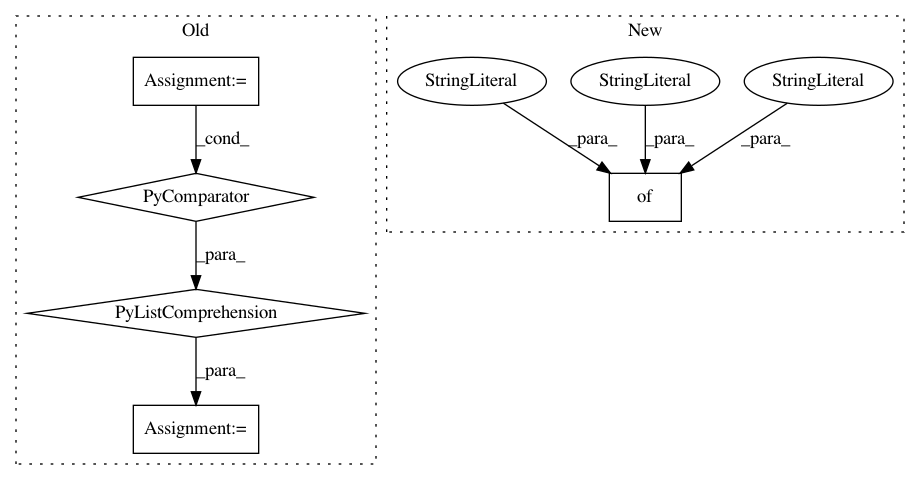 Old
New
Assignment:=
StringLiteral
StringLiteral
StringLiteral
_cond_
_para_
_para_
_para_
PyComparator
of
_para_
PyListComprehension
_para_
Assignment:=